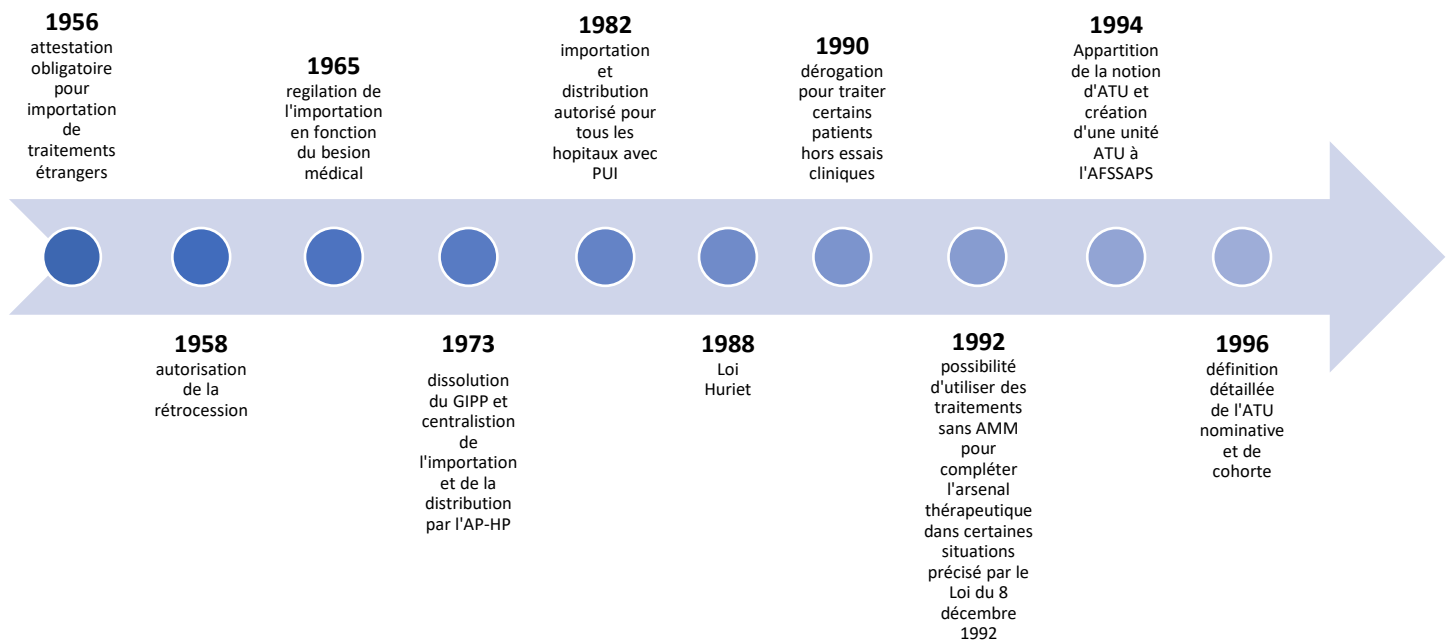 1956
attestation
obligatoire
pour
importation
de
traitements
étrangers
1958
autorisation
de la
rétrocession
1965
regilation de
l'importation
en fonction
du besion
médical
1973
dissolution
du GIPP et
centralistion
de
l'importation
et de la
distribution
par l'AP-HP
1982
importation
et
distribution
autorisé pour
tous les
hopitaux avec
PUI
1988
Loi
Huriet
1990
dérogation
pour traiter
certains
patients
hors essais
cliniques
1992
possibilité
d'utiliser des
traitements
sans AMM
pour
compléter
l'arsenal
thérapeutique
dans certaines
situations
précisé par le
Loi du 8
décembre
1992
1994
Appartition
de la notion
d'ATU et
création
d'une unité
ATU à
l'AFSSAPS
1996
définition
détaillée
de l'ATU
nominative
et de
cohorte